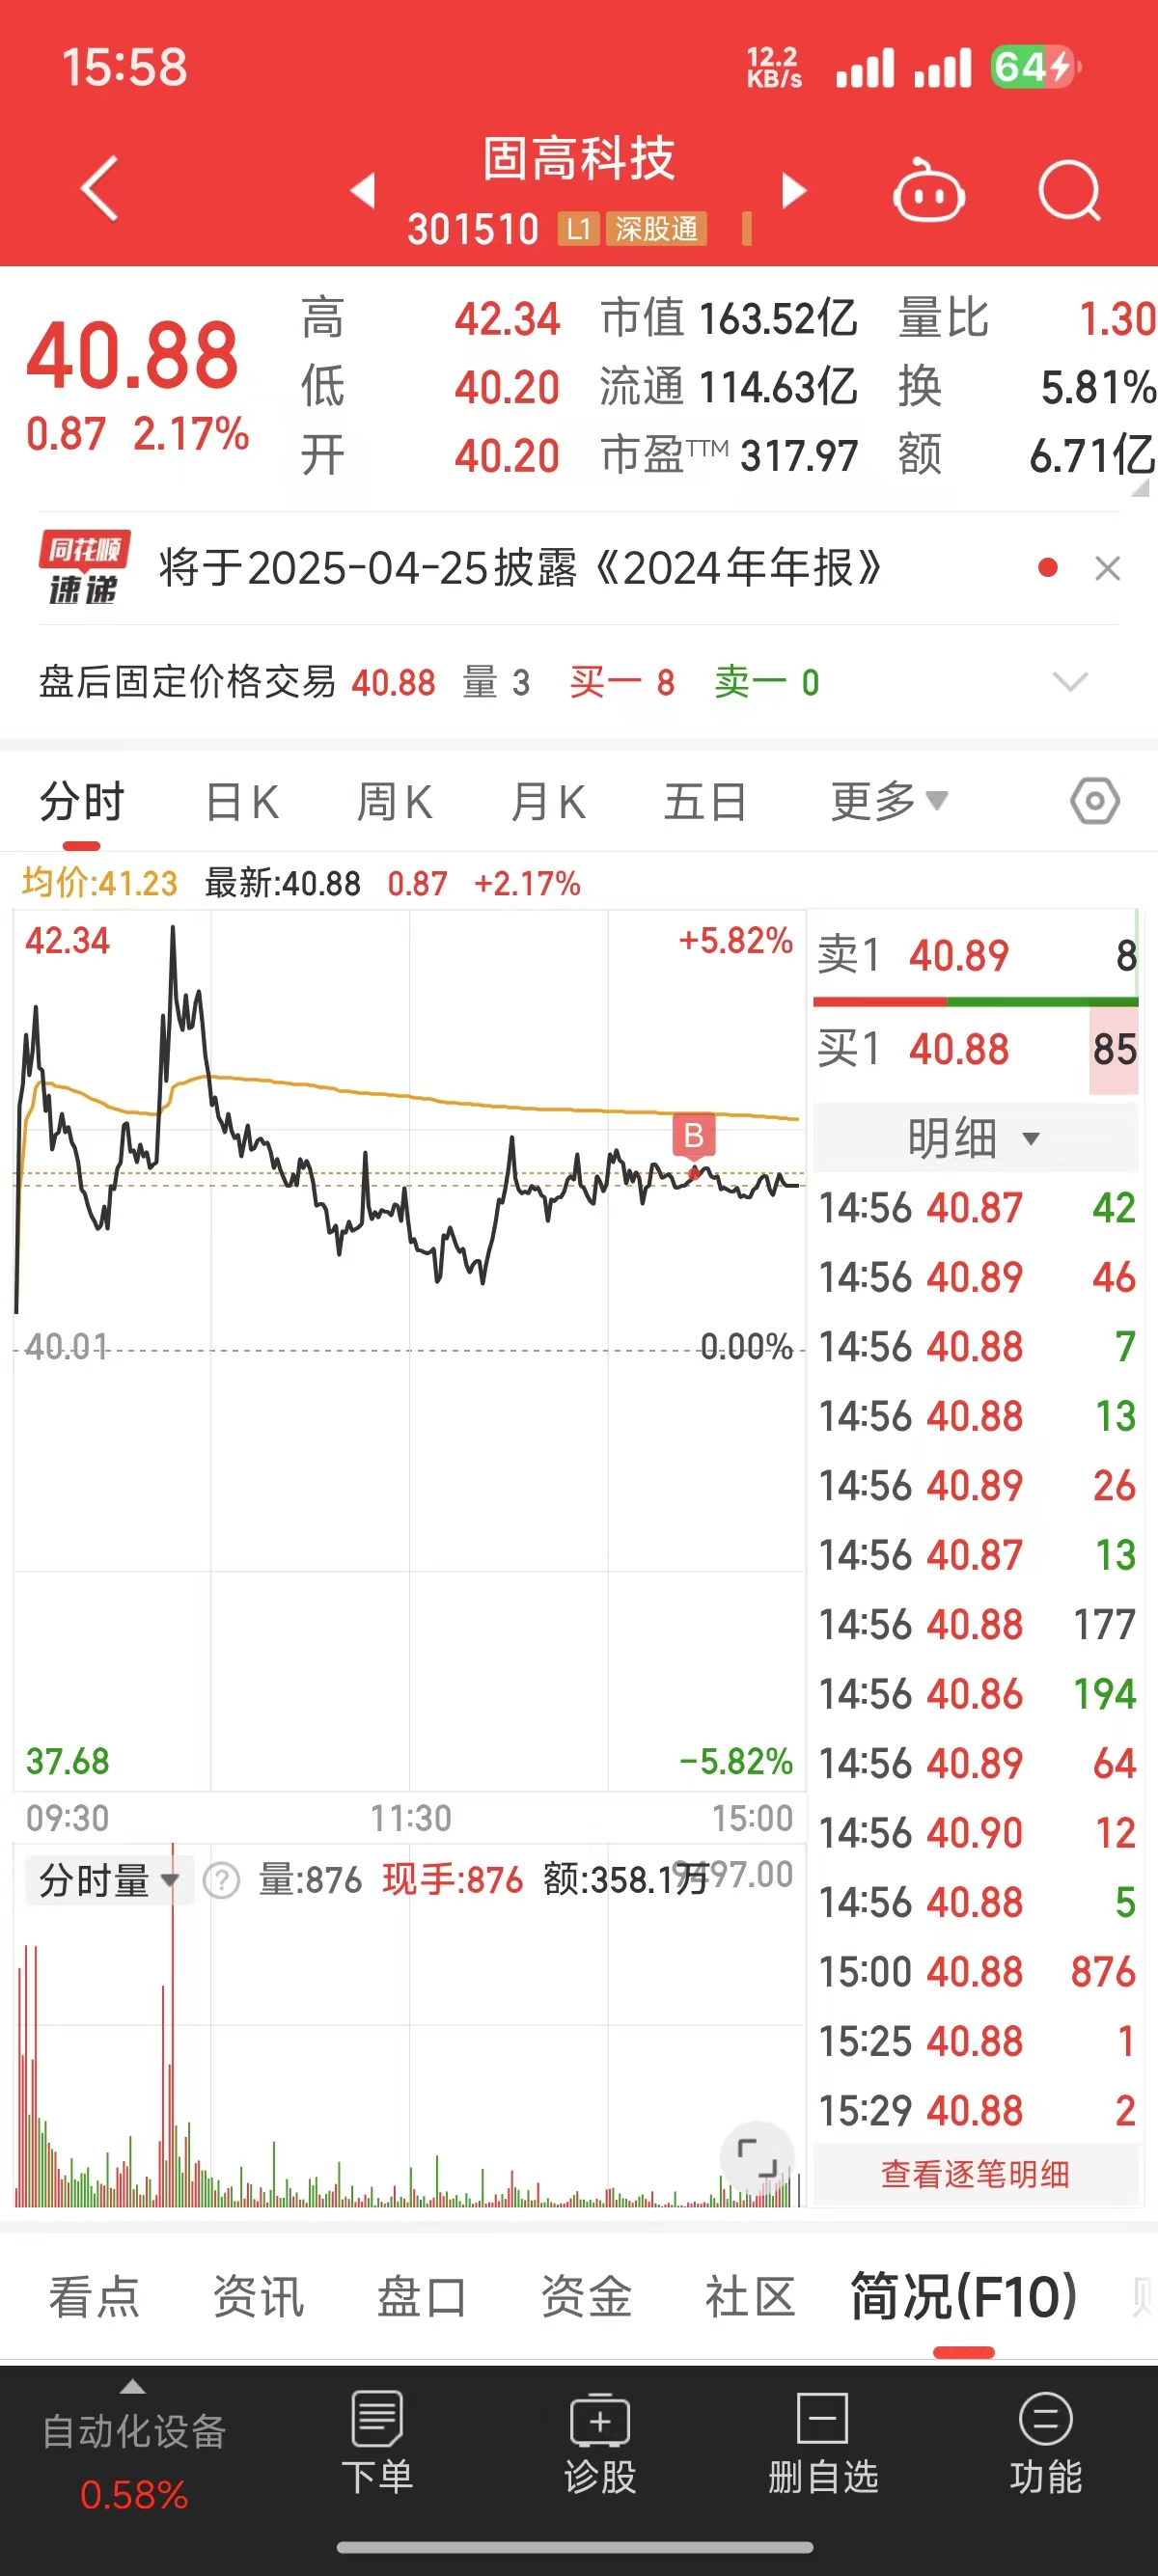 15:58
12.2
KB/s
64
固高科技
301510 L1 深股通
40.88
0.87 2.17%
高 42.34 市值 163.52亿 量比 1.30
低 40.20 流通 114.63亿 换 5.81%
开 40.20 市盈TTM 317.97 额 6.71亿
同花顺
速递
将于2025-04-25披露《2024年年报》
盘后固定价格交易 40.88 量 3 买一 8 卖一 0
分时 日K 周K 月K 五日 更多
均价:41.23 最新:40.88 0.87 +2.17%
42.34 +5.82%
B
40.01 0.00%
37.68 -5.82%
09:30 11:30 15:00
分时量 ? 量:876 现手:876 额:358.1万
卖1 40.89 8
买1 40.88 85
明细
14:56 40.87 42
14:56 40.89 46
14:56 40.88 7
14:56 40.88 13
14:56 40.89 26
14:56 40.87 13
14:56 40.88 177
14:56 40.86 194
14:56 40.89 64
14:56 40.90 12
14:56 40.88 5
15:00 40.88 876
15:25 40.88 1
15:29 40.88 2
查看逐笔明细
看点 资讯 盘口 资金 社区 简况(F10)
自动化设备
0.58%
下单 诊股 删自选 功能